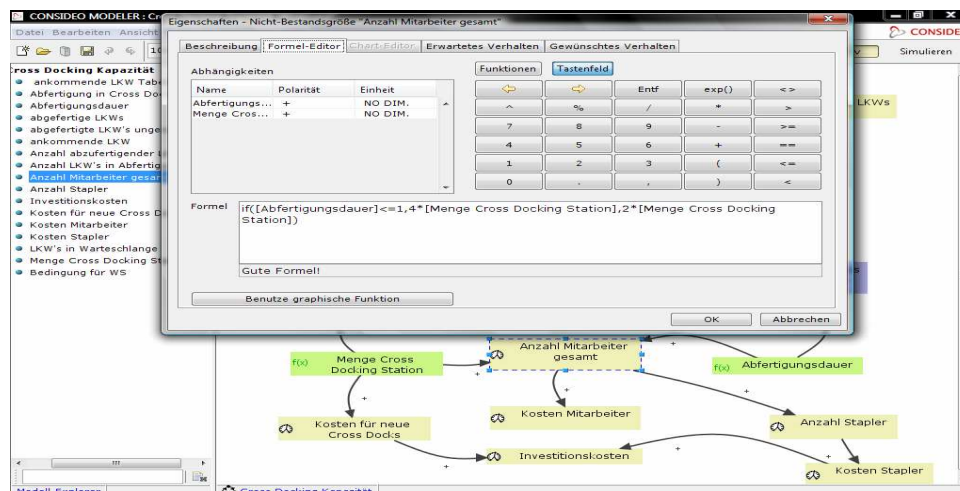 CONSIDEO MODELER : Cr
Datei Bearbeiten Ansicht
CONSIDE
Simulieren
Eigenschaften - Nicht-Bestandsgröße "Anzahl Mitarbeiter gesamt"
Beschreibung Formel-Editor Chart-Editor Erwartetes Verhalten Gewünschtes Verhalten
Abhängigkeiten
Name Polarität Einheit
Abfertigungs... + NO DIM.
Menge Cros... + NO DIM.
Funktionen Tastenfeld
Entf exp() <>
^ % / * >
7 8 9 - >=
4 5 6 + ==
1 2 3 ( <=
0 . , ) <
Formel
if([Abfertigungsdauer]<=1,4*[Menge Cross Docking Station],2*[Menge Cross Docking
Station])
Gute Formel!
Benutze graphische Funktion
OK Abbrechen
Cross Docking Kapazität
ankommende LKW Tabe
Abfertigung in Cross Do
Abfertigungsdauer
abgefertige LKWs
abgefertigte LKW's unge
ankommende LKW
Anzahl abzufertigender
Anzahl LKW's in Abfertig
Anzahl Mitarbeiter gesar
Anzahl Stapler
Investitionskosten
Kosten für neue Cross D
Kosten Mitarbeiter
Kosten Stapler
LKW's in Warteschlange
Menge Cross Docking St
Bedingung für WS
LKWs
f(x) Menge Cross
Docking Station
+
Anzahl Mitarbeiter
gesamt
+
f(x) Abfertigungsdauer
+
+
Kosten für neue
Cross Docks
Kosten Mitarbeiter
+
Anzahl Stapler
+
Investitionskosten
+
+
Kosten Stapler
Modell-Explorer
Cross Docking Kapazität